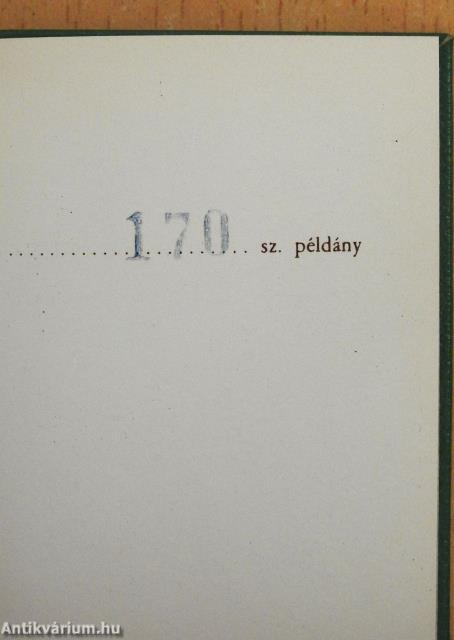 170
.............................. sz. példány
Antikvárium.hu